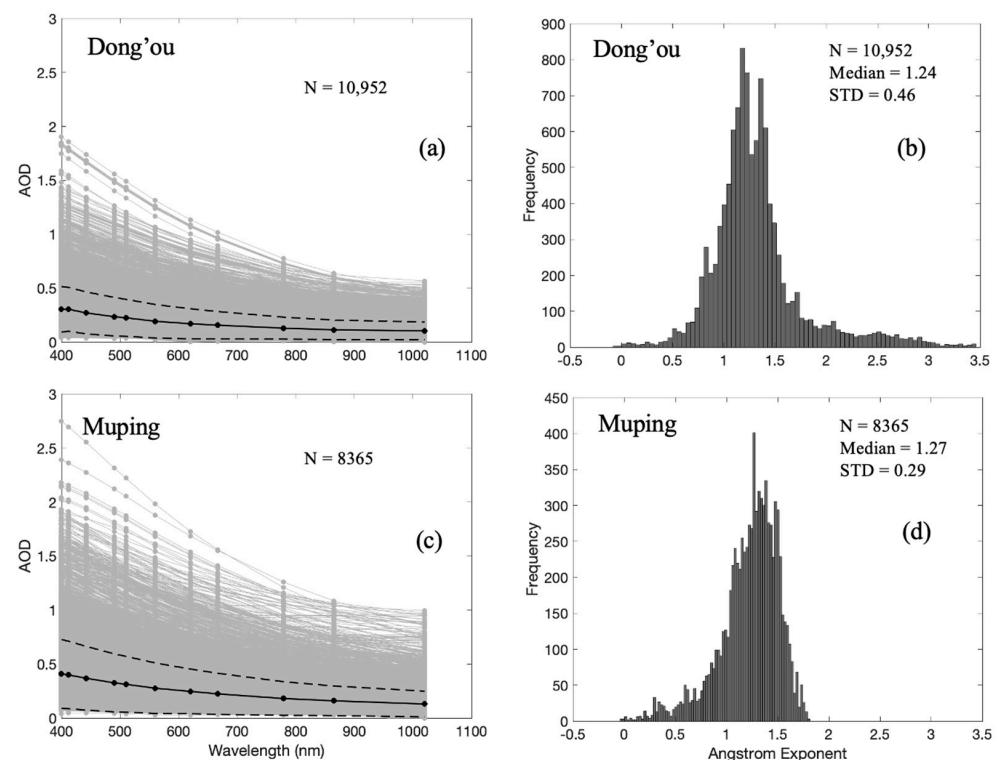 3
2.5
2
1.5
1
0.5
0
AOD
Dong'ou
N = 10,952
(a)
400 500 600 700 800 900 1000 1100
900
800
700
600
500
400
300
200
100
0
Frequency
Dong'ou
N = 10,952
Median = 1.24
STD = 0.46
(b)
-0.5 0 0.5 1 1.5 2 2.5 3 3.5
3
2.5
2
1.5
1
0.5
0
AOD
Muping
N = 8365
(c)
400 500 600 700 800 900 1000 1100
Wavelength (nm)
450
400
350
300
250
200
150
100
50
0
Frequency
Muping
N = 8365
Median = 1.27
STD = 0.29
(d)
-0.5 0 0.5 1 1.5 2 2.5 3 3.5
Angstrom Exponent